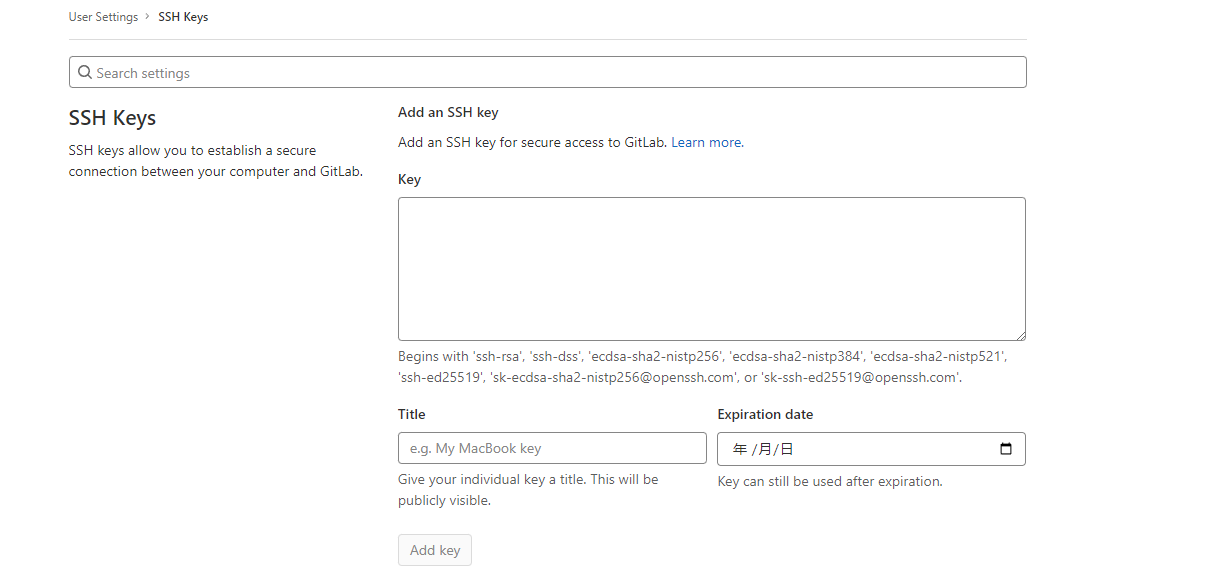 User Settings › SSH Keys
Search settings
SSH Keys
SSH keys allow you to establish a secure
connection between your computer and GitLab.
Add an SSH key
Add an SSH key for secure access to GitLab. Learn more.
Key
Begins with 'ssh-rsa', 'ssh-dss', 'ecdsa-sha2-nistp256', 'ecdsa-sha2-nistp384', 'ecdsa-sha2-nistp521',
'ssh-ed25519', 'sk-ecdsa-sha2-nistp256@openssh.com', or 'sk-ssh-ed25519@openssh.com'.
Title
e.g. My MacBook key
Give your individual key a title. This will be
publicly visible.
Expiration date
年 /月/日
Key can still be used after expiration.
Add key